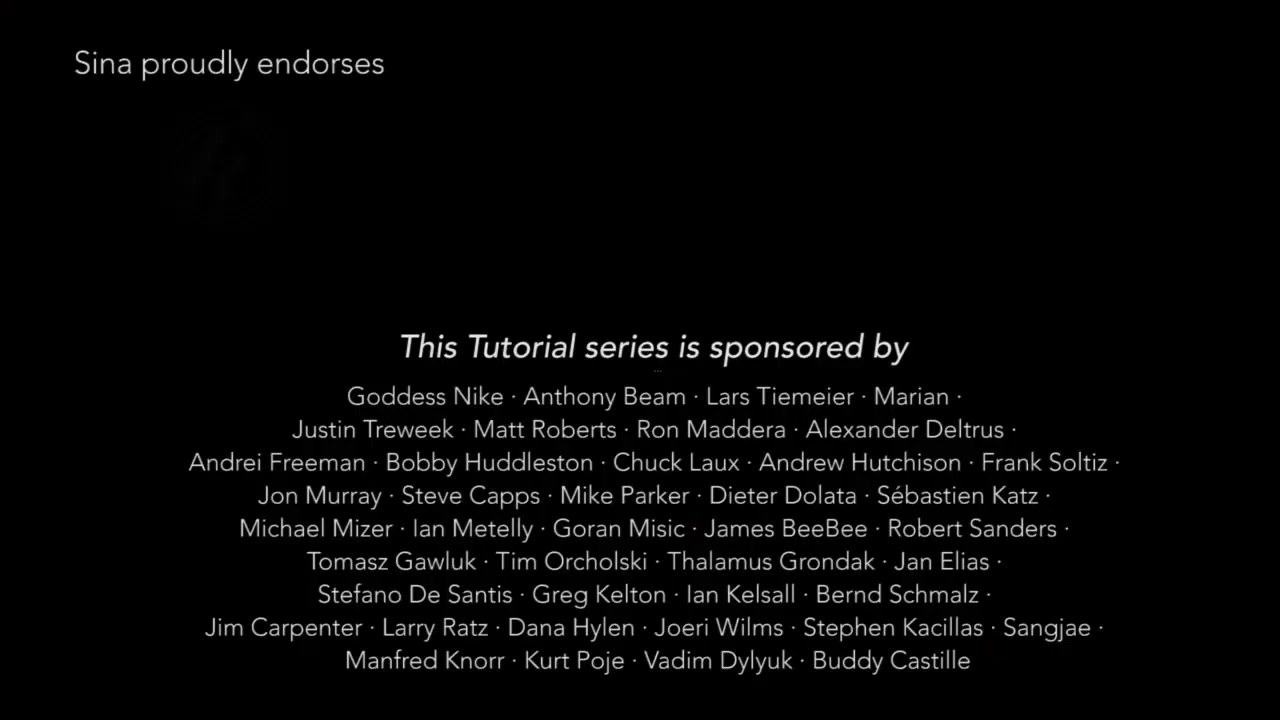 Sina proudly endorses
This Tutorial series is sponsored by
Goddess Nike · Anthony Beam · Lars Tiemeier · Marian ·
Justin Treweek · Matt Roberts · Ron Maddera · Alexander Deltrus ·
Andrei Freeman · Bobby Huddleston · Chuck Laux · Andrew Hutchison · Frank Soltiz ·
Jon Murray · Steve Capps · Mike Parker · Dieter Dolata · Sébastien Katz ·
Michael Mizer · Ian Metelly · Goran Misic · James BeeBee · Robert Sanders ·
Tomasz Gawluk · Tim Orcholski · Thalamus Grondak · Jan Elias ·
Stefano De Santis · Greg Kelton · Ian Kelsall · Bernd Schmalz ·
Jim Carpenter · Larry Ratz · Dana Hylen · Joeri Wilms · Stephen Kacillas · Sangjae ·
Manfred Knorr · Kurt Poje · Vadim Dylyuk · Buddy Castille